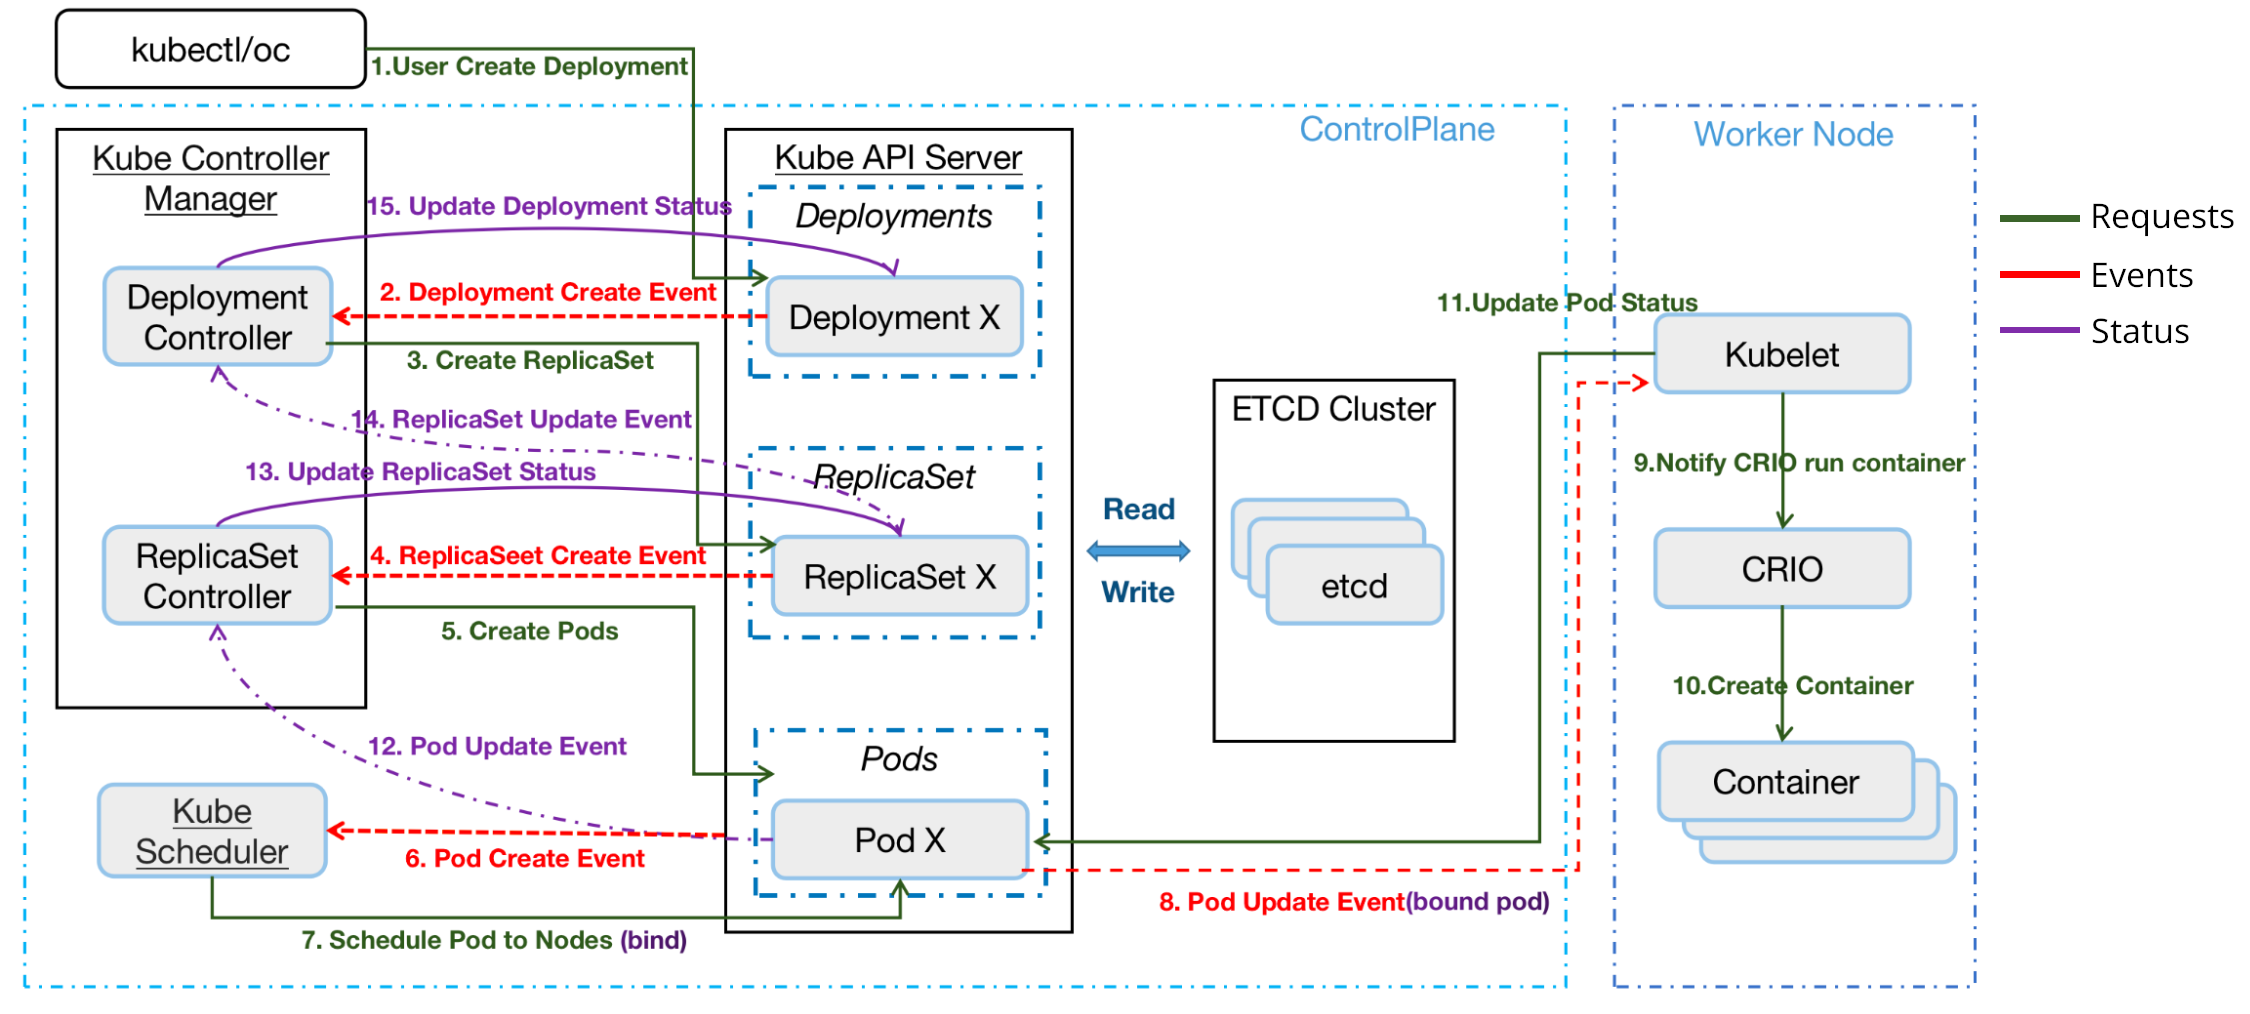 kubectl/oc
1.User Create Deployment
ControlPlane
Worker Node
Kube Controller
Manager
Kube API Server
15. Update Deployment Status
Deployments
Requests
Events
Status
Deployment
Controller
2. Deployment Create Event
Deployment X
11.Update Pod Status
Kubelet
3. Create ReplicaSet
ETCD Cluster
14. ReplicaSet Update Event
13. Update ReplicaSet Status
ReplicaSet
9.Notify CRIO run container
Read
Write
ReplicaSet
Controller
4. ReplicaSeet Create Event
ReplicaSet X
etcd
CRIO
5. Create Pods
10.Create Container
12. Pod Update Event
Pods
Container
Kube
Scheduler
6. Pod Create Event
Pod X
8. Pod Update Event(bound pod)
7. Schedule Pod to Nodes (bind)